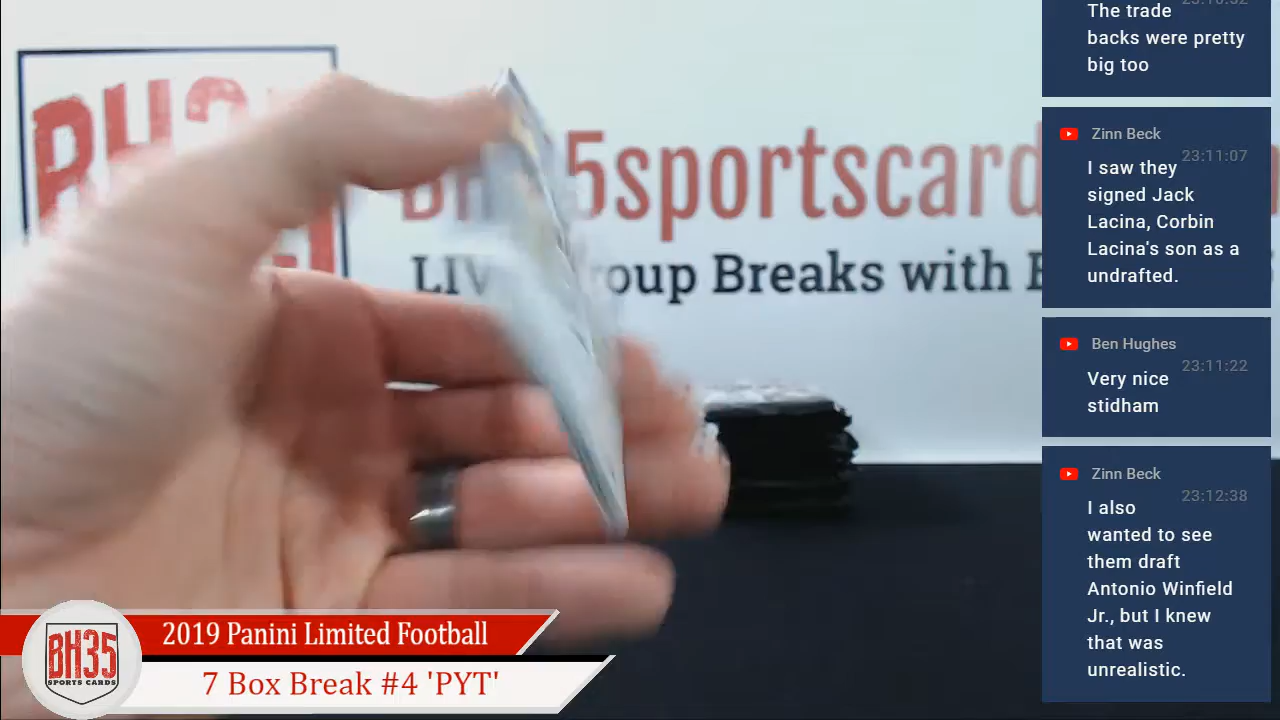 The trade
backs were pretty
big too
Zinn Beck
23:11:07
I saw they
signed Jack
Lacina, Corbin
Lacina's son as a
undrafted.
Ben Hughes
23:11:22
Very nice
stidham
Zinn Beck
23:12:38
I also
wanted to see
them draft
Antonio Winfield
Jr., but I knew
that was
unrealistic.
BH35
5sportscard
LIV oup Breaks with
BH35
SPORTS CARDS
2019 Panini Limited Football
7 Box Break #4 'PYT'